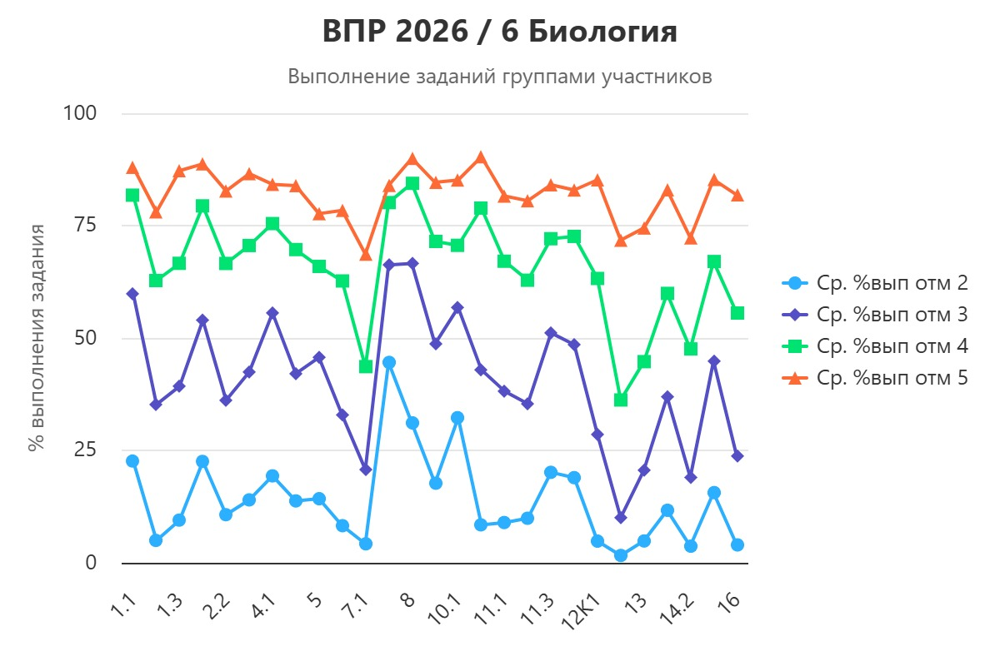 ВПР 2026 / 6 Биология
Выполнение заданий группами участников
% выполнения задания
100
75
50
25
0
1.1
1.3
2.2
4.1
5
7.1
8
10.1
11.1
11.3
12К1
13
14.2
16
Ср. %вып отм 2
Ср. %вып отм 3
Ср. %вып отм 4
Ср. %вып отм 5